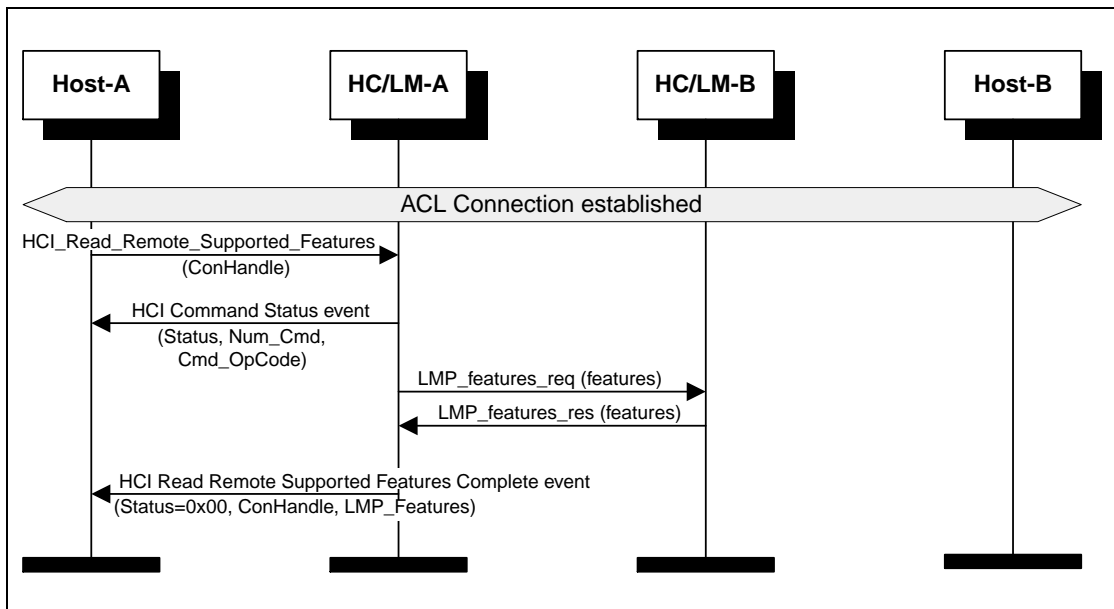 Host-A
HC/LM-A
HC/LM-B
Host-B
ACL Connection established
HCI_Read_Remote_Supported_Features
(ConHandle)
HCI Command Status event
(Status, Num_Cmd,
Cmd_OpCode)
LMP_features_req (features)
LMP_features_res (features)
HCI Read Remote Supported Features Complete event
(Status=0x00, ConHandle, LMP_Features)